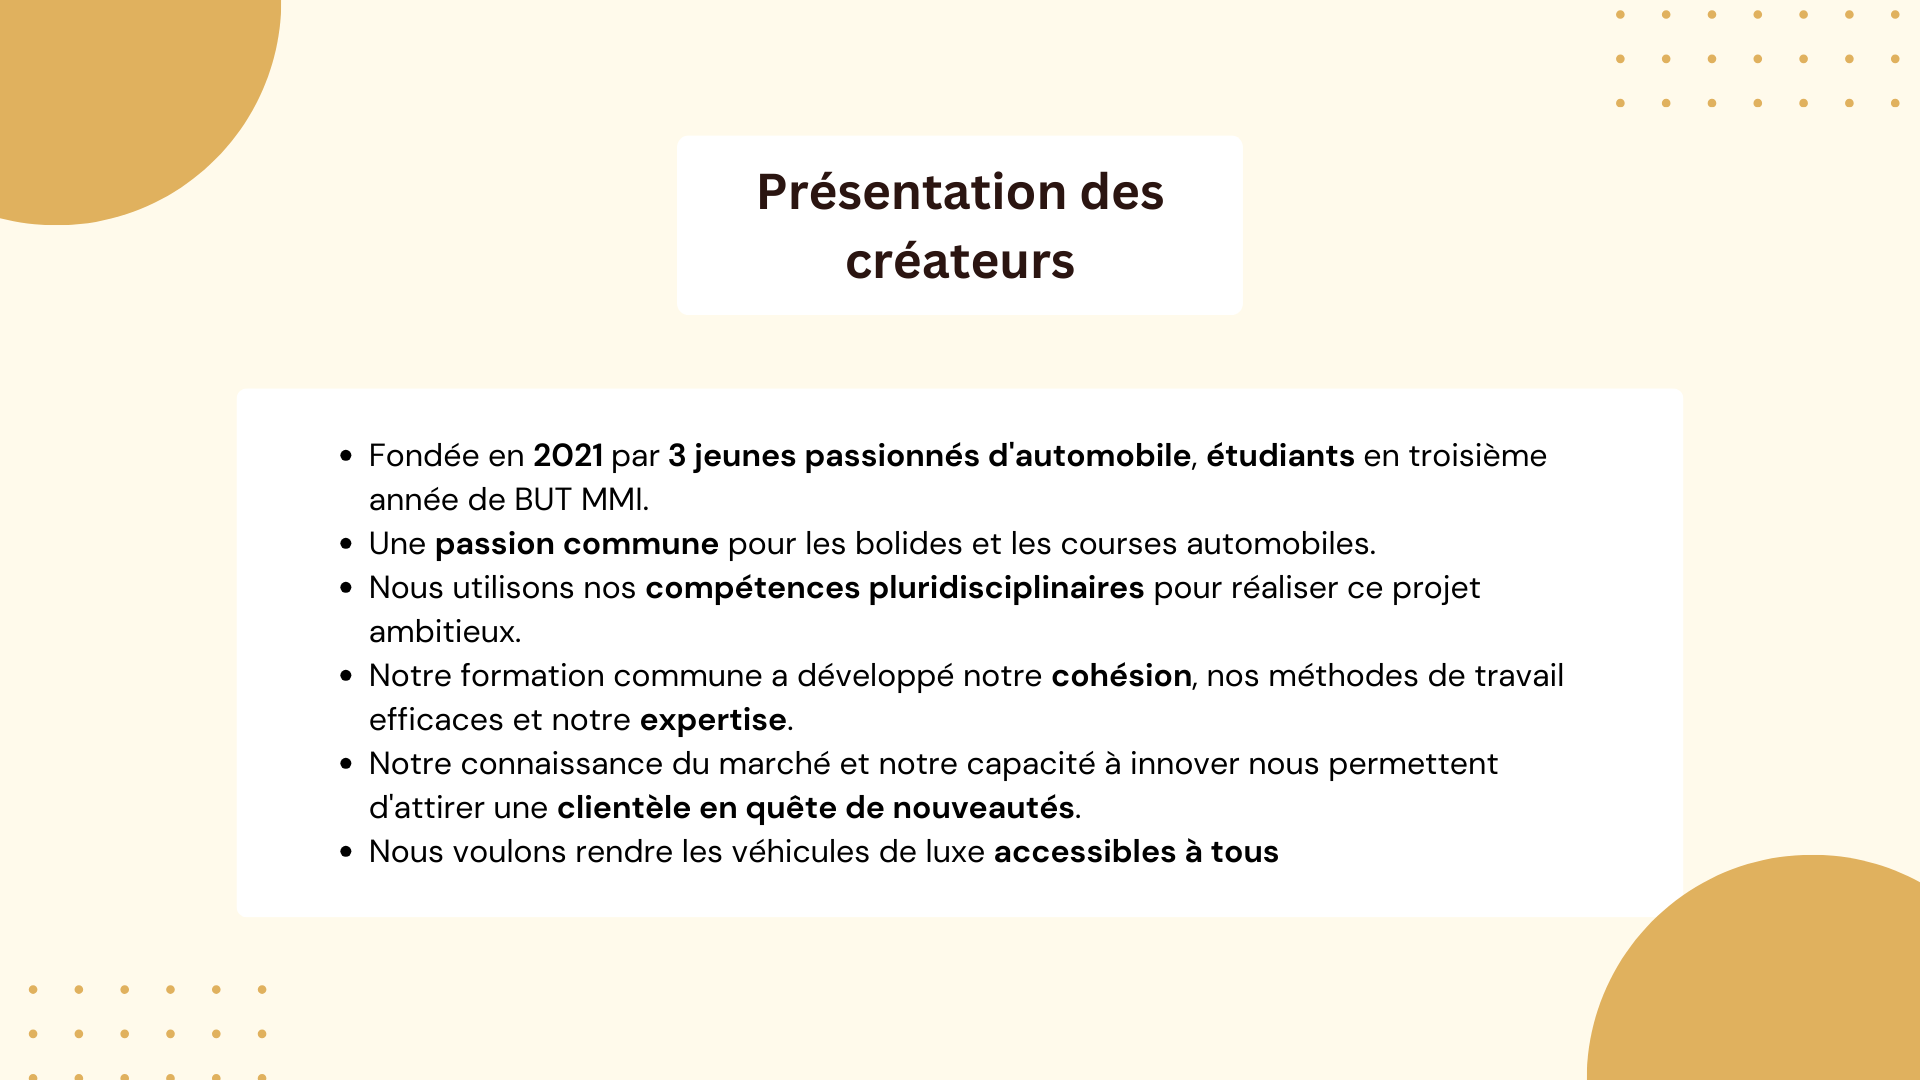 Présentation des
créateurs
• Fondée en 2021 par 3 jeunes passionnés d'automobile, étudiants en troisième
année de BUT MMI.
• Une passion commune pour les bolides et les courses automobiles.
• Nous utilisons nos compétences pluridisciplinaires pour réaliser ce projet
ambitieux.
• Notre formation commune a développé notre cohésion, nos méthodes de travail
efficaces et notre expertise.
• Notre connaissance du marché et notre capacité à innover nous permettent
d'attirer une clientèle en quête de nouveautés.
• Nous voulons rendre les véhicules de luxe accessibles à tous